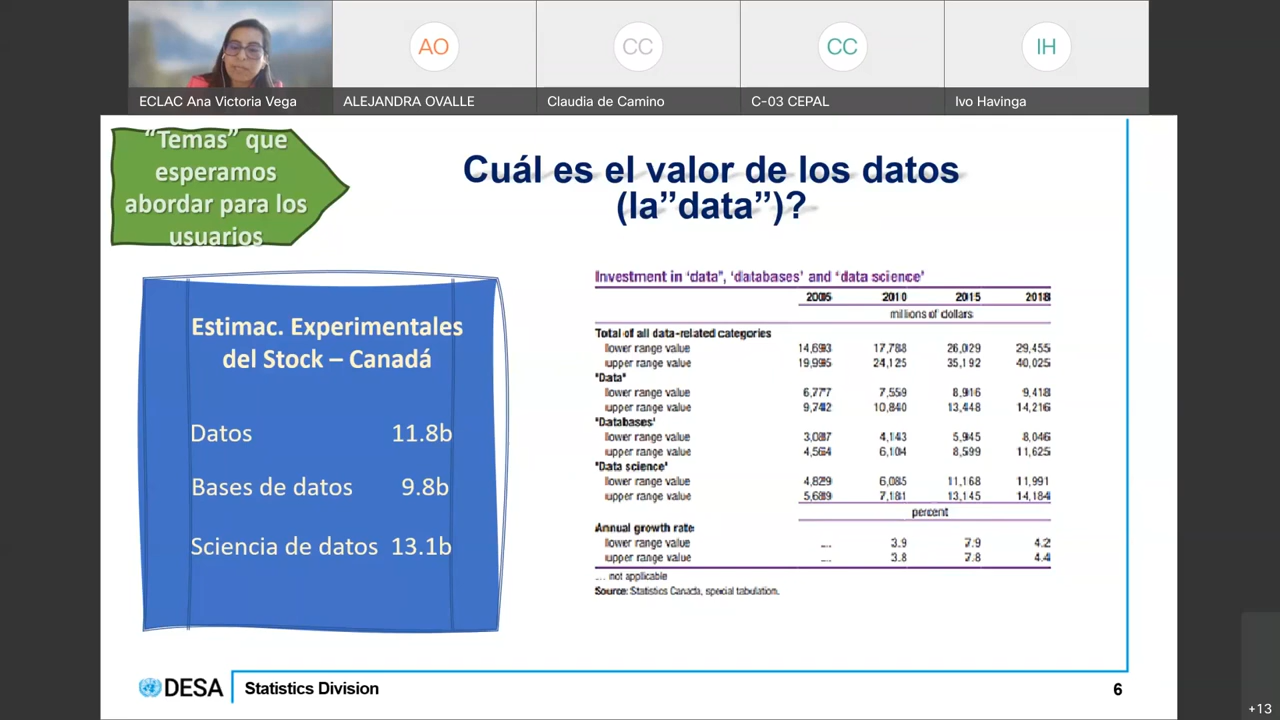 AO
CC
CC
IH
ECLAC Ana Victoria Vega
ALEJANDRA OVALLE
Claudia de Camino
C-03 CEPAL
Ivo Havinga
“Temas” que
esperamos
abordar para los
usuarios
Cuál es el valor de los datos
(la”data”)?
Estimac. Experimentales
del Stock – Canadá
Datos 11.8b
Bases de datos 9.8b
Sciencia de datos 13.1b
Investment in 'data', 'databases' and 'data science'
2005 2010 2015 2018
millions of dollars
Total of all data-related categories
lower range value 14,693 17,788 26,029 29,455
upper range value 19,995 24,125 35,192 40,025
'Data'
lower range value 6,777 7,559 8,916 9,418
upper range value 9,742 10,840 13,448 14,216
'Databases'
lower range value 3,087 4,143 5,945 8,046
upper range value 4,564 6,104 8,599 11,625
'Data science'
lower range value 4,829 6,085 11,168 11,991
upper range value 5,689 7,181 13,145 14,184
percent
Annual growth rate
lower range value ... 3.9 7.9 4.2
upper range value ... 3.8 7.8 4.4
... not applicable
Source: Statistics Canada, special tabulation.
DESA
Statistics Division
6
+13